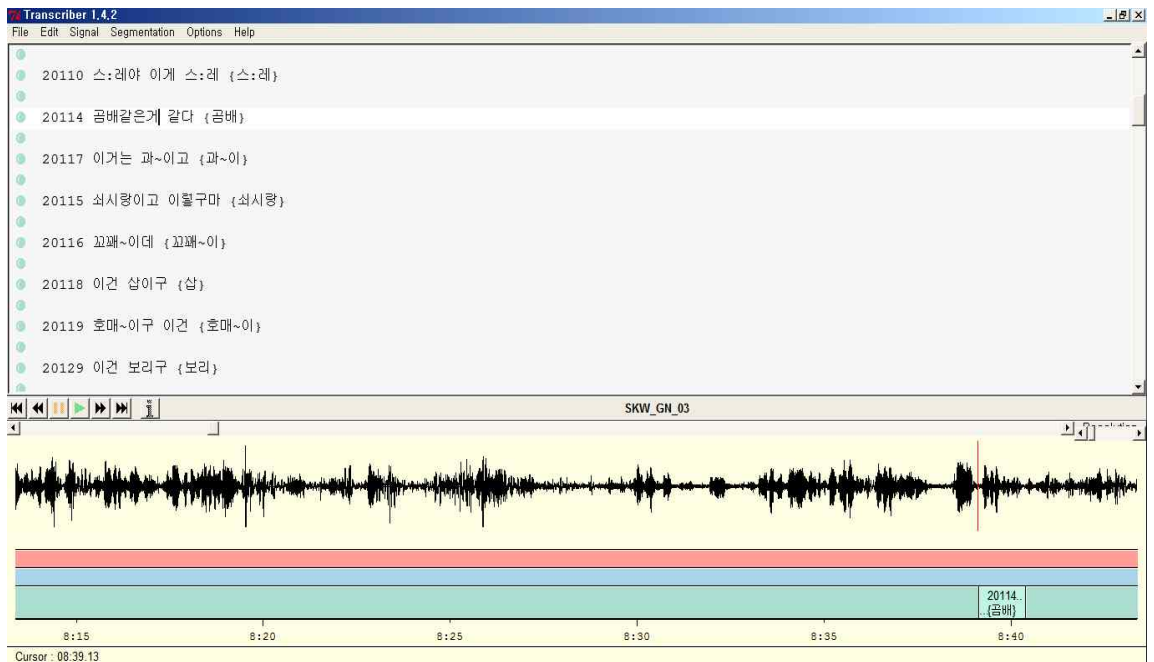 Transcriber 1.4.2
File Edit Signal Segmentation Options Help
20110 스:레야 이게 스:레 {스:레}
20114 곰배같은거 같다 {곰배}
20117 이거는 과~이고 {과~이}
20115 쇠시랑이고 이렇구마 {쇠시랑}
20116 꼬꽤~이데 {꼬꽤~이}
20118 이건 삽이구 {삽}
20119 호매~이구 이건 {호매~이}
20129 이건 보리구 {보리}
SKW_GN_03
20114..
..{곰배}
8:15 8:20 8:25 8:30 8:35 8:40
Cursor : 08:39.13